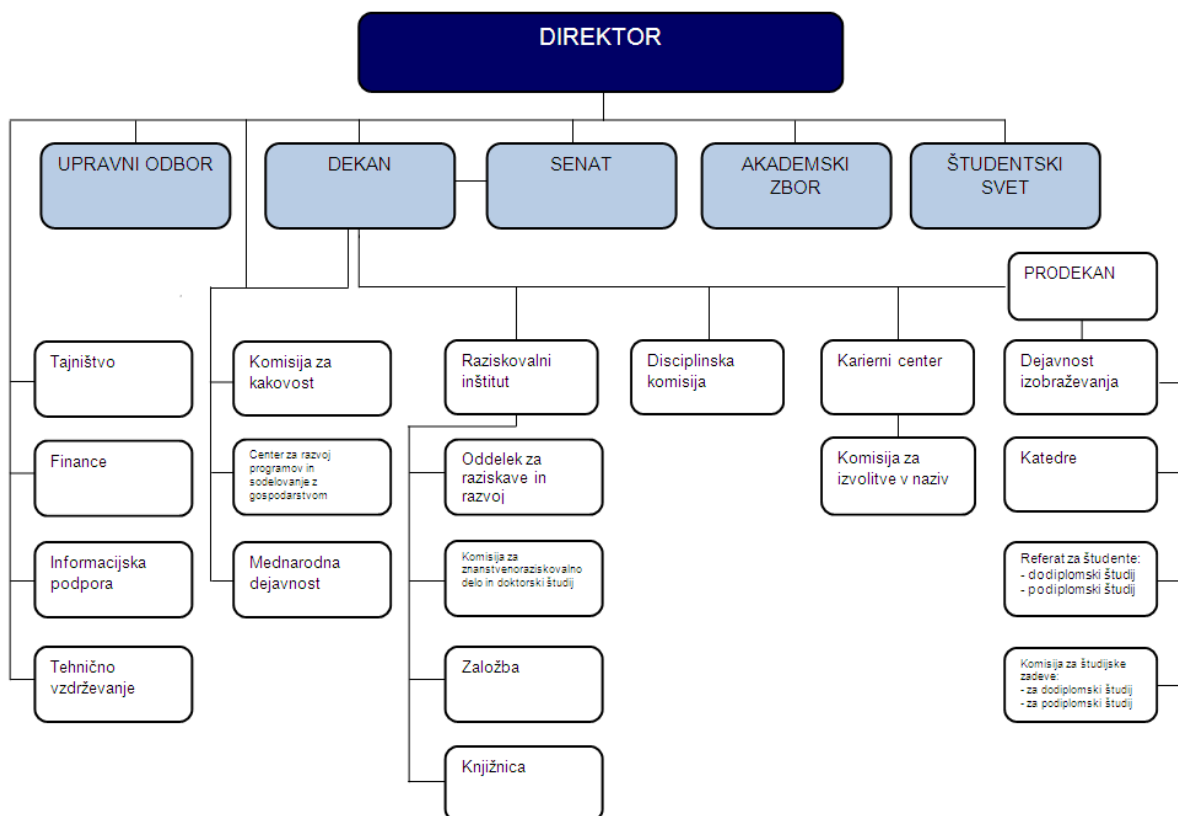 DIREKTOR
UPRAVNI ODBOR
DEKAN
SENAT
AKADEMSKI
ZBOR
ŠTUDENTSKI
SVET
PRODEKAN
Tajništvo
Komisija za
kakovost
Raziskovalni
inštitut
Disciplinska
komisija
Karierni center
Dejavnost
izobraževanja
Finance
Center za razvoj
programov in
sodelovanje z
gospodarstvom
Oddelek za
raziskave in
razvoj
Komisija za
izvolitve v naziv
Katedre
Informacijska
podpora
Mednarodna
dejavnost
Komisija za
znanstvenoraziskovalno
delo in doktorski študij
Referat za študente:
- dodiplomski študij
- podiplomski študij
Tehnično
vzdrževanje
Založba
Komisija za študijske
zadeve:
- za dodiplomski študij
- za podiplomski študij
Knjižnica